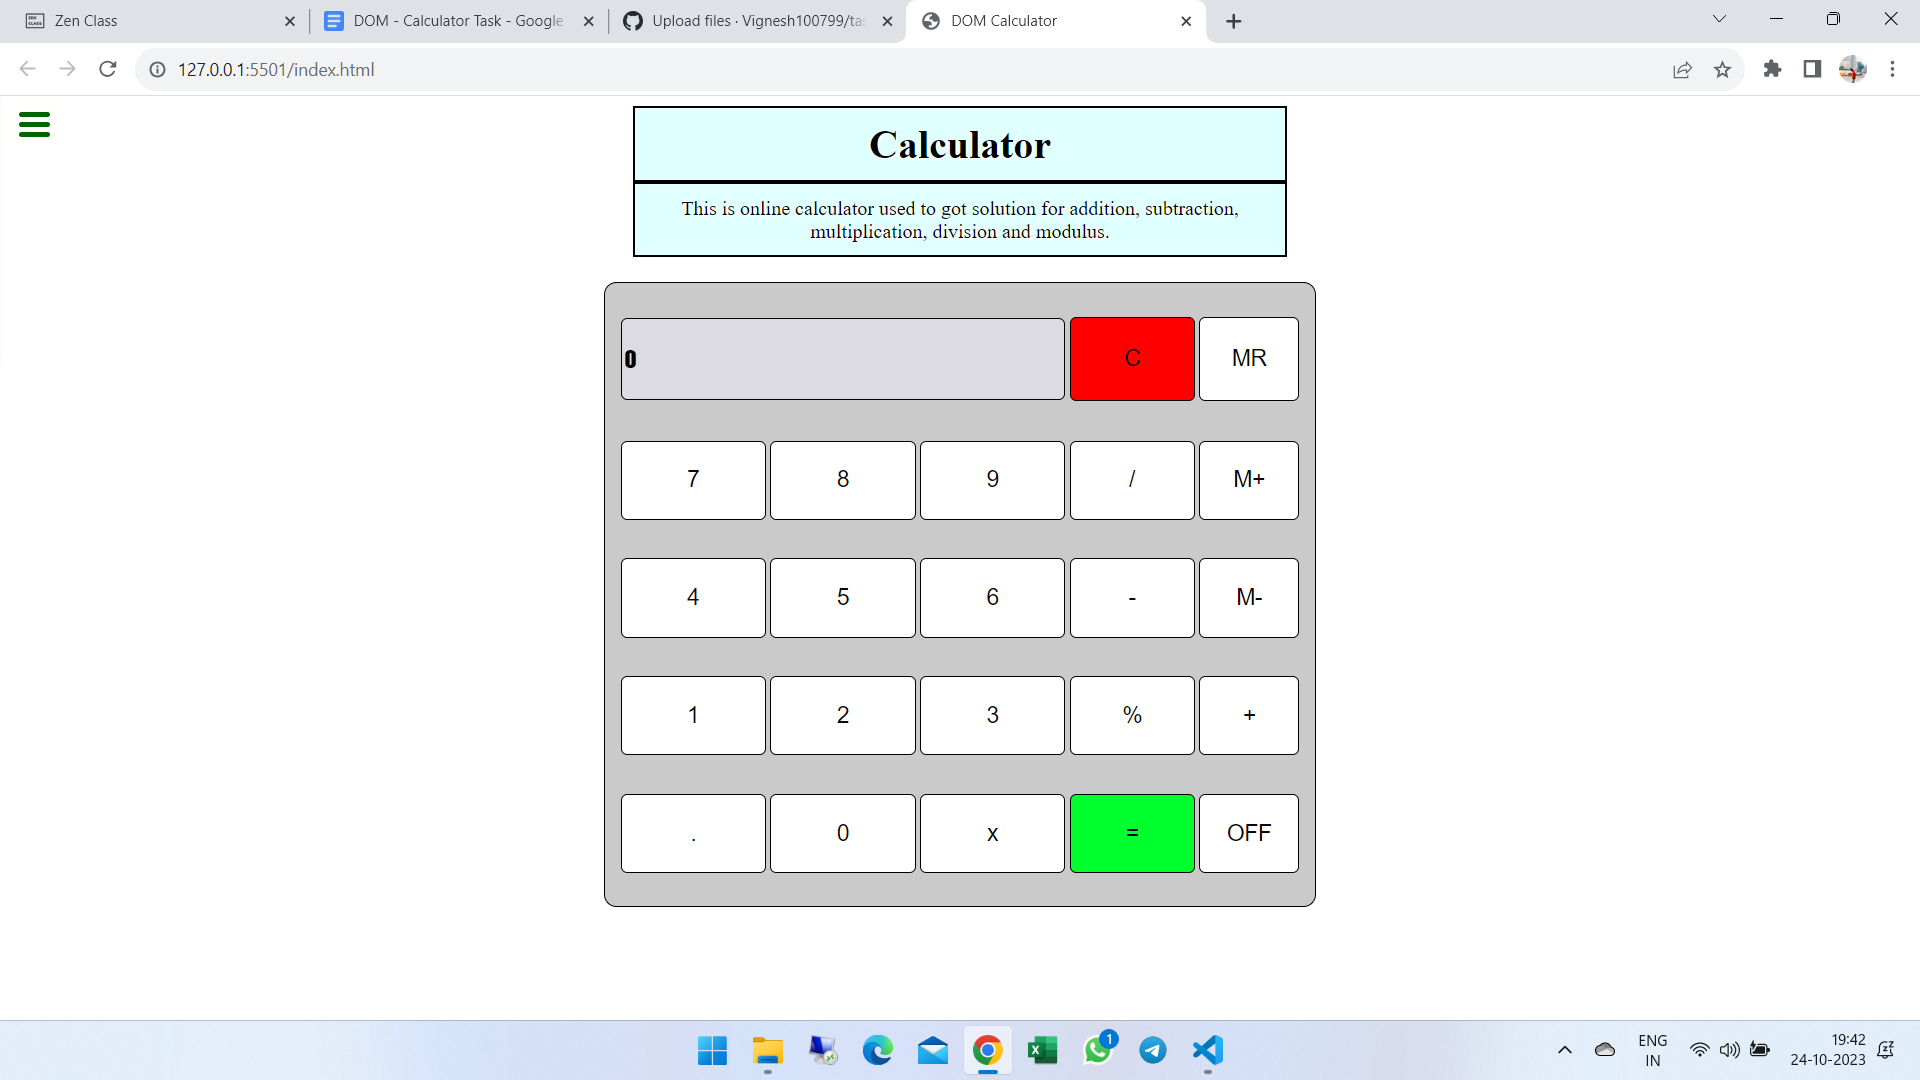 Zen Class
DOM - Calculator Task - Google
Upload files · Vignesh100799/tas
DOM Calculator
127.0.0.1:5501/index.html
Calculator
This is online calculator used to got solution for addition, subtraction,
multiplication, division and modulus.
0
C
MR
7
8
9
/
M+
4
5
6
-
M-
1
2
3
%
+
.
0
x
=
OFF
1
ENG
IN
19:42
24-10-2023